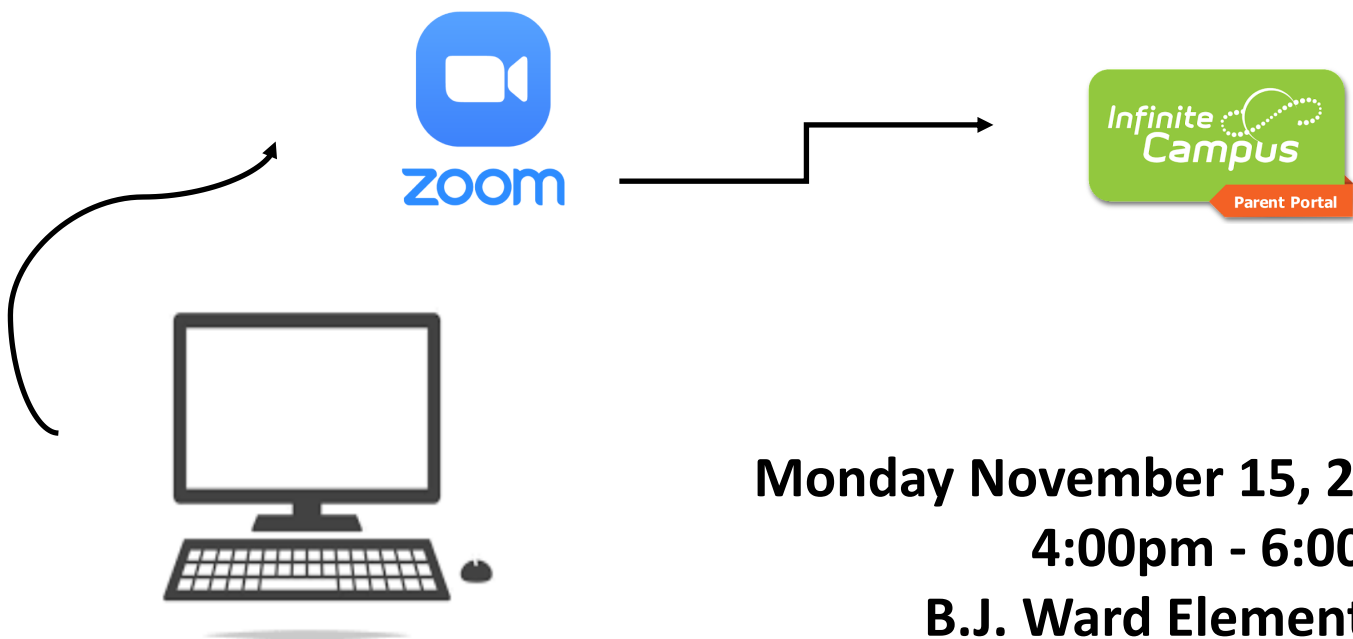 zoom
Infinite
Campus
Parent Portal
Monday November 15, 2
4:00pm - 6:00
B.J. Ward Element